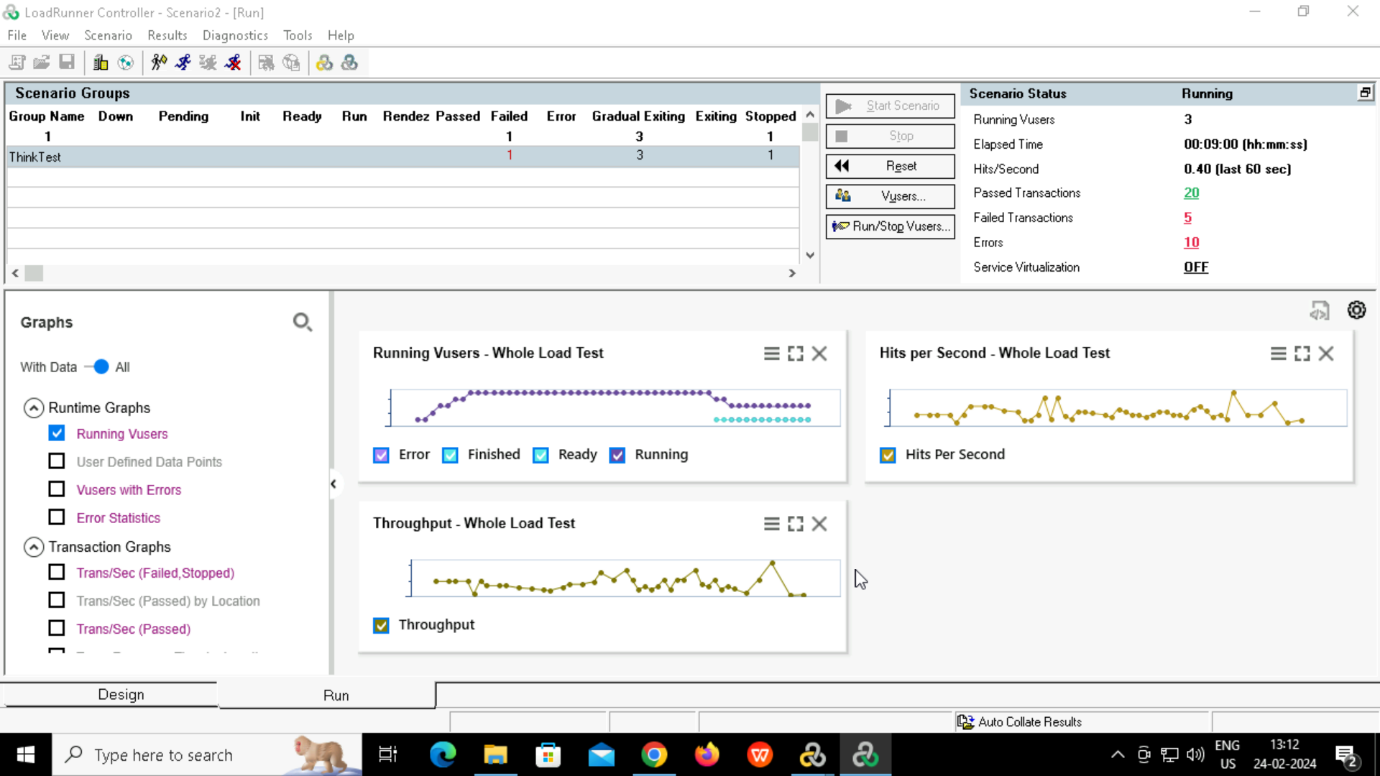 LoadRunner Controller - Scenario2 - [Run]
File View Scenario Results Diagnostics Tools Help
Scenario Groups
Group Name Down Pending Init Ready Run Rendez Passed Failed Error Gradual Exiting Exiting Stopped
1 1 3 1
ThinkTest 1 3 1
Start Scenario
Stop
Reset
Vusers...
Run/Stop Vusers...
Scenario Status Running
Running Vusers 3
Elapsed Time 00:09:00 (hh:mm:ss)
Hits/Second 0.40 (last 60 sec)
Passed Transactions 20
Failed Transactions 5
Errors 10
Service Virtualization OFF
Graphs
With Data All
Runtime Graphs
Running Vusers
User Defined Data Points
Vusers with Errors
Error Statistics
Transaction Graphs
Trans/Sec (Failed,Stopped)
Trans/Sec (Passed) by Location
Trans/Sec (Passed)
Running Vusers - Whole Load Test
Error Finished Ready Running
Hits per Second - Whole Load Test
Hits Per Second
Throughput - Whole Load Test
Throughput
Design Run
Auto Collate Results
Type here to search
ENG
US
13:12
24-02-2024
2